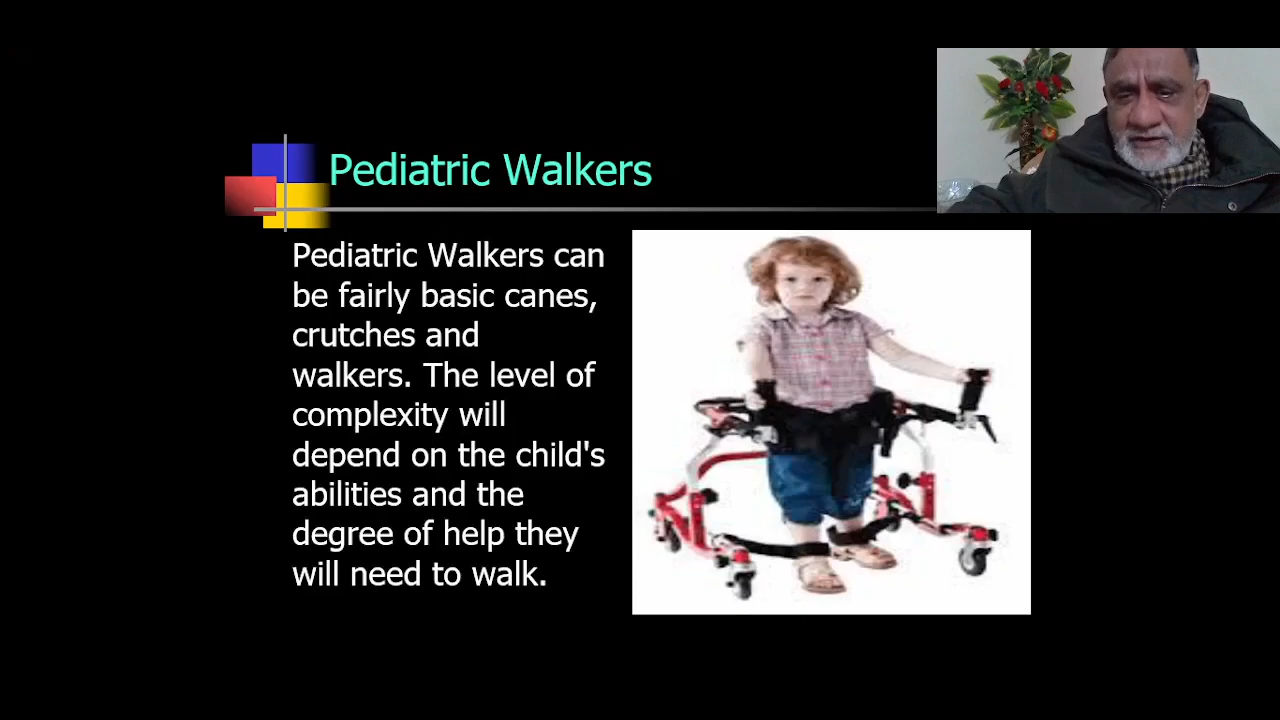 Pediatric Walkers
Pediatric Walkers can
be fairly basic canes,
crutches and
walkers. The level of
complexity will
depend on the child's
abilities and the
degree of help they
will need to walk.